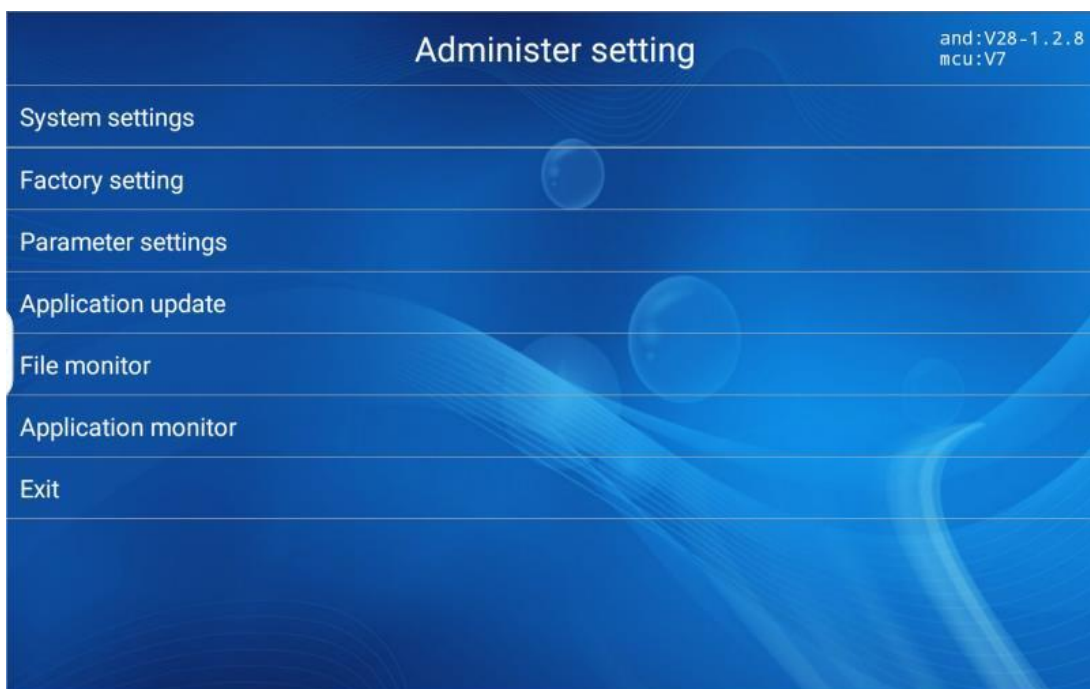 Administer setting
and:V28-1.2.8
mcu:V7
System settings
Factory setting
Parameter settings
Application update
File monitor
Application monitor
Exit